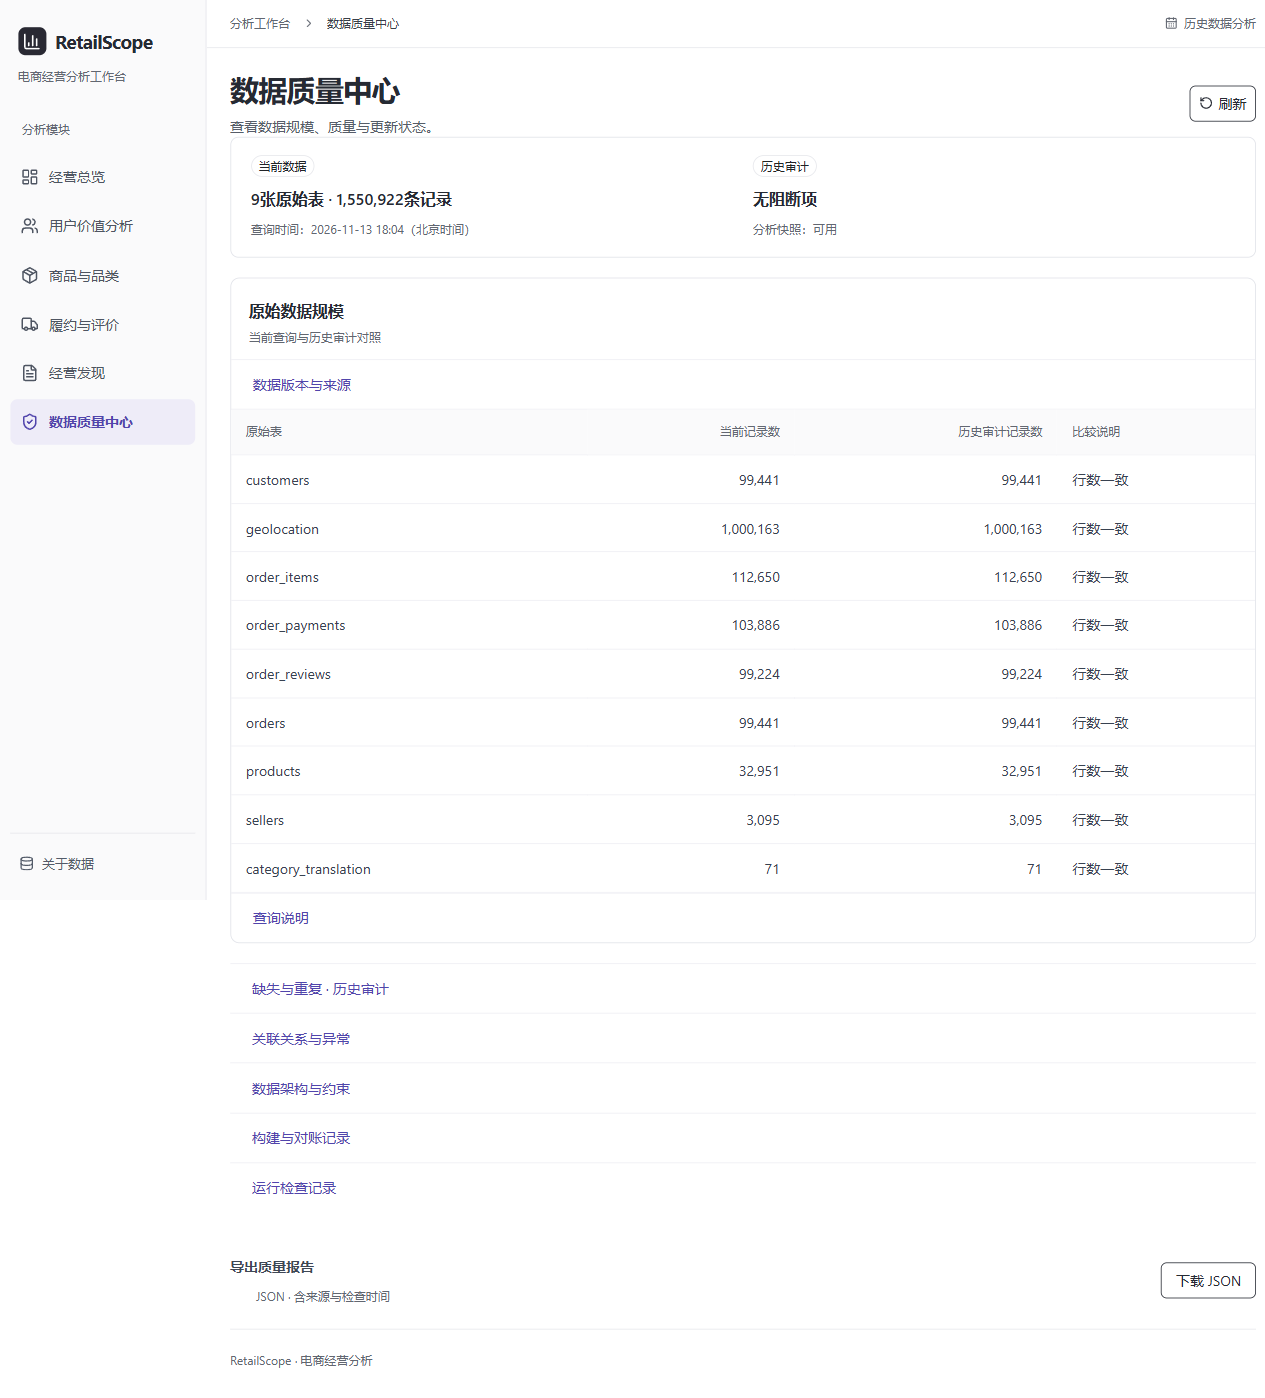 RetailScope
电商经营分析工作台
分析模块
经营总览
用户价值分析
商品与品类
履约与评价
经营发现
数据质量中心
关于数据
分析工作台 > 数据质量中心
历史数据分析
数据质量中心
查看数据规模、质量与更新状态。
刷新
当前数据
9张原始表 · 1,550,922条记录
查询时间：2026-11-13 18:04（北京时间）
历史审计
无阻断项
分析快照：可用
原始数据规模
当前查询与历史审计对照
数据版本与来源
原始表 当前记录数 历史审计记录数 比较说明
customers 99,441 99,441 行数一致
geolocation 1,000,163 1,000,163 行数一致
order_items 112,650 112,650 行数一致
order_payments 103,886 103,886 行数一致
order_reviews 99,224 99,224 行数一致
orders 99,441 99,441 行数一致
products 32,951 32,951 行数一致
sellers 3,095 3,095 行数一致
category_translation 71 71 行数一致
查询说明
缺失与重复 · 历史审计
关联关系与异常
数据架构与约束
构建与对账记录
运行检查记录
导出质量报告
JSON · 含来源与检查时间
下载 JSON
RetailScope · 电商经营分析